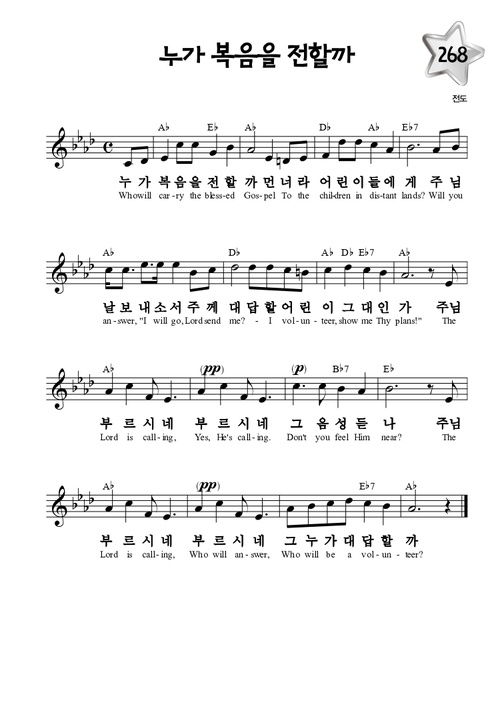 누가 복음을 전할까
268
전도
A♭ E♭ A♭ D♭ A♭ E♭7
누 가 복 음 을 전 할 까 먼 너 라 어 린 이 들 에 게 주 님
Who will car-ry the bless-ed Gos-pel To the chil-dren in dis-tant lands? Will you
A♭ D♭ A♭ D♭ E♭7 A♭
날 보 내 소 서 주 께 대 답 할 어 린 이 그 대 인 가 주 님
an-swer, "I will go, Lord send me? - I vol-un-teer, show me Thy plans!" The
A♭ (pp) (p) B♭7 E♭
부 르 시 네 부 르 시 네 그 음 성 듣 나 주 님
Lord is call-ing, Yes, He's call-ing. Don't you feel Him near? The
A♭ (pp) E♭7 A♭
부 르 시 네 부 르 시 네 그 누 가 대 답 할 까
Lord is call-ing, Who will an-swer, Who will be a vol-un-teer?